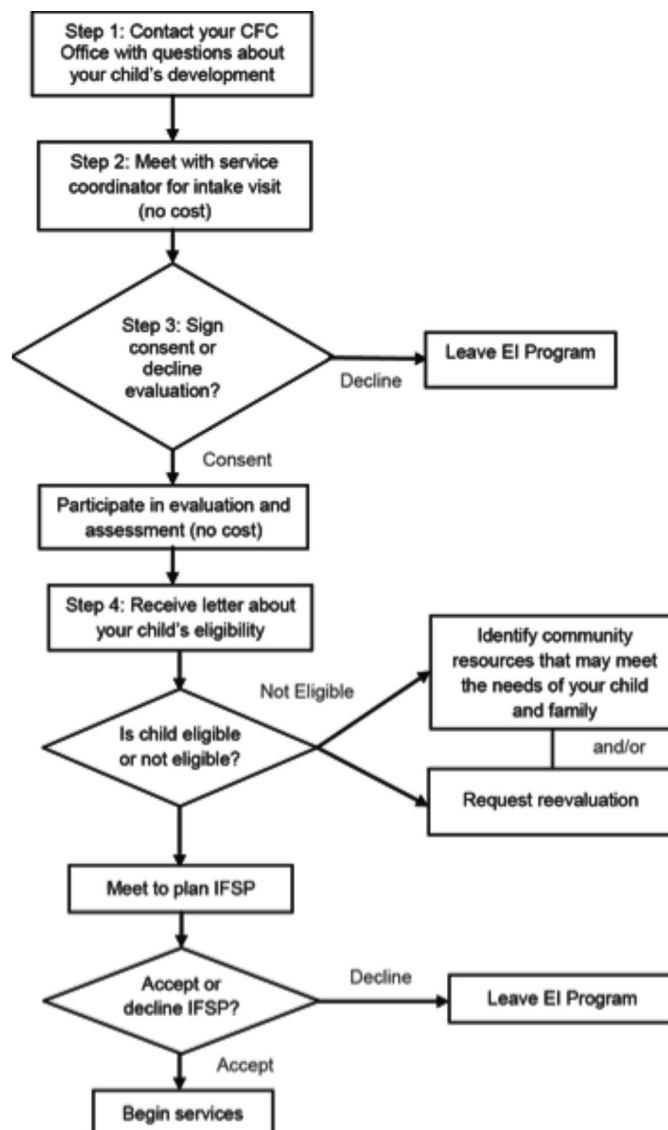 Step 1: Contact your CFC
Office with questions about
your child's development
Step 2: Meet with service
coordinator for intake visit
(no cost)
Step 3: Sign
consent or
decline
evaluation?
Decline
Leave EI Program
Consent
Participate in evaluation and
assessment (no cost)
Step 4: Receive letter about
your child's eligibility
Is child eligible
or not eligible?
Not Eligible
Identify community
resources that may meet
the needs of your child
and family
and/or
Request reevaluation
Meet to plan IFSP
Accept or
decline IFSP?
Decline
Leave EI Program
Accept
Begin services